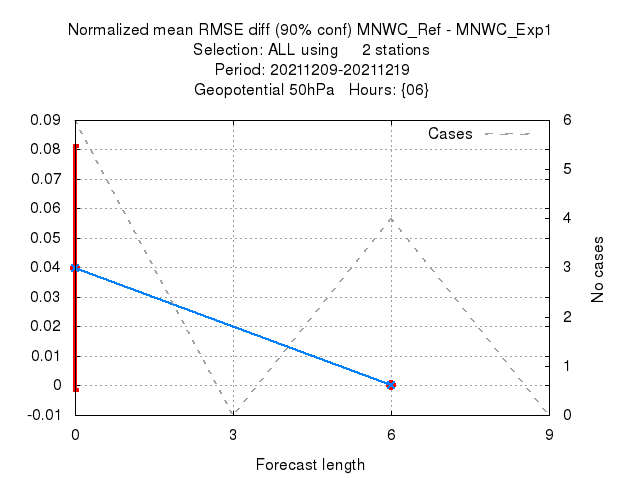 Normalized mean RMSE diff (90% conf) MNWC_Ref - MNWC_Exp1
Selection: ALL using 2 stations
Period: 20211209-20211219
Geopotential 50hPa Hours: {06}
Cases
0.09
0.08
0.07
0.06
0.05
0.04
0.03
0.02
0.01
0
-0.01
6
5
4
3
2
1
0
No cases
0 3 6 9
Forecast length